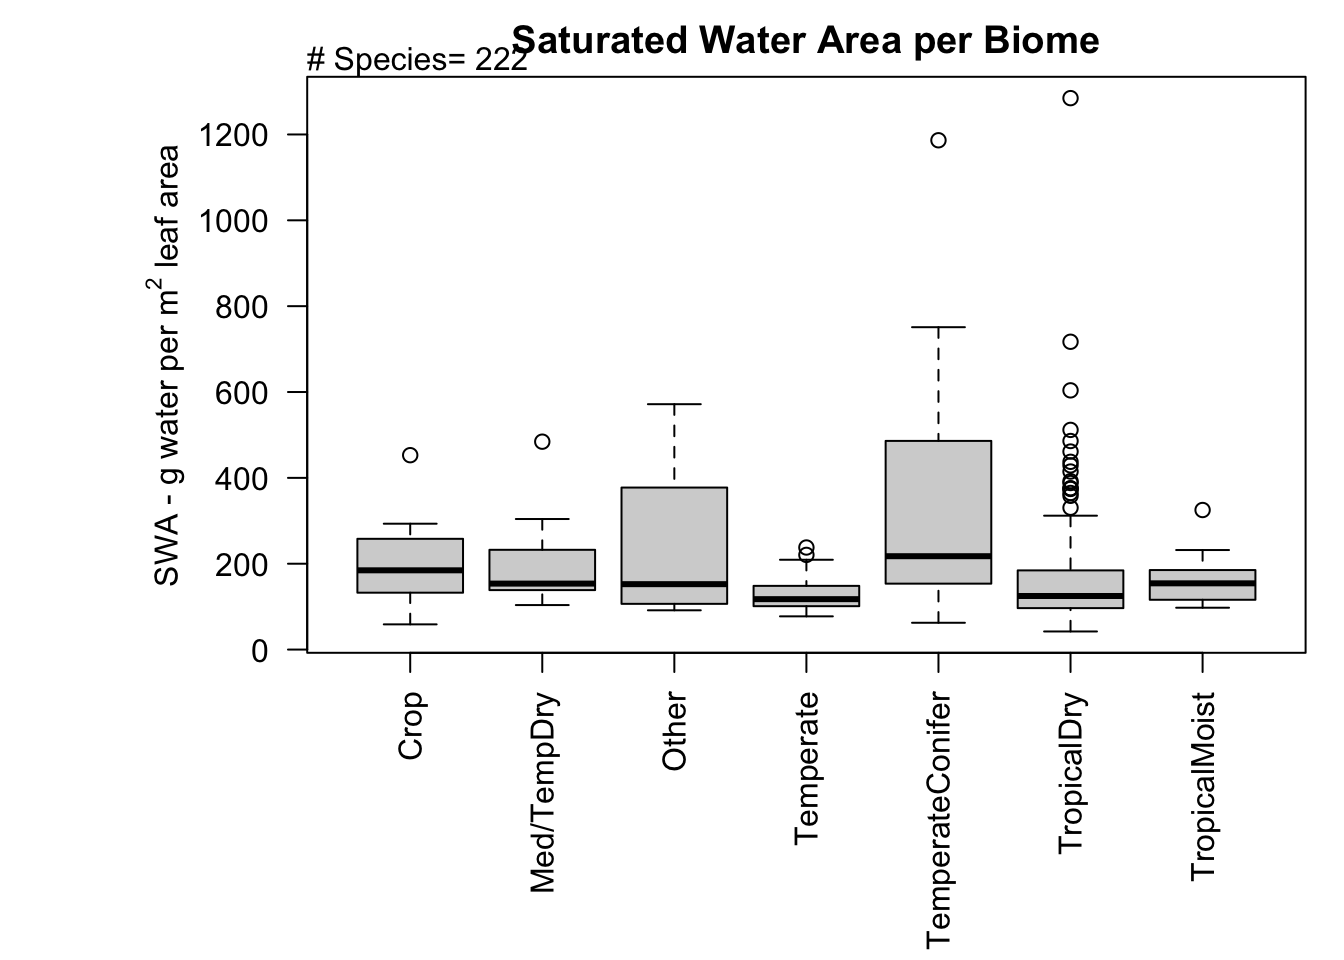 Saturated Water Area per Biome
# Species= 222
SWA - g water per m² leaf area
1200
1000
800
600
400
200
0
Crop
Med/TempDry
Other
Temperate
TemperateConifer
TropicalDry
TropicalMoist